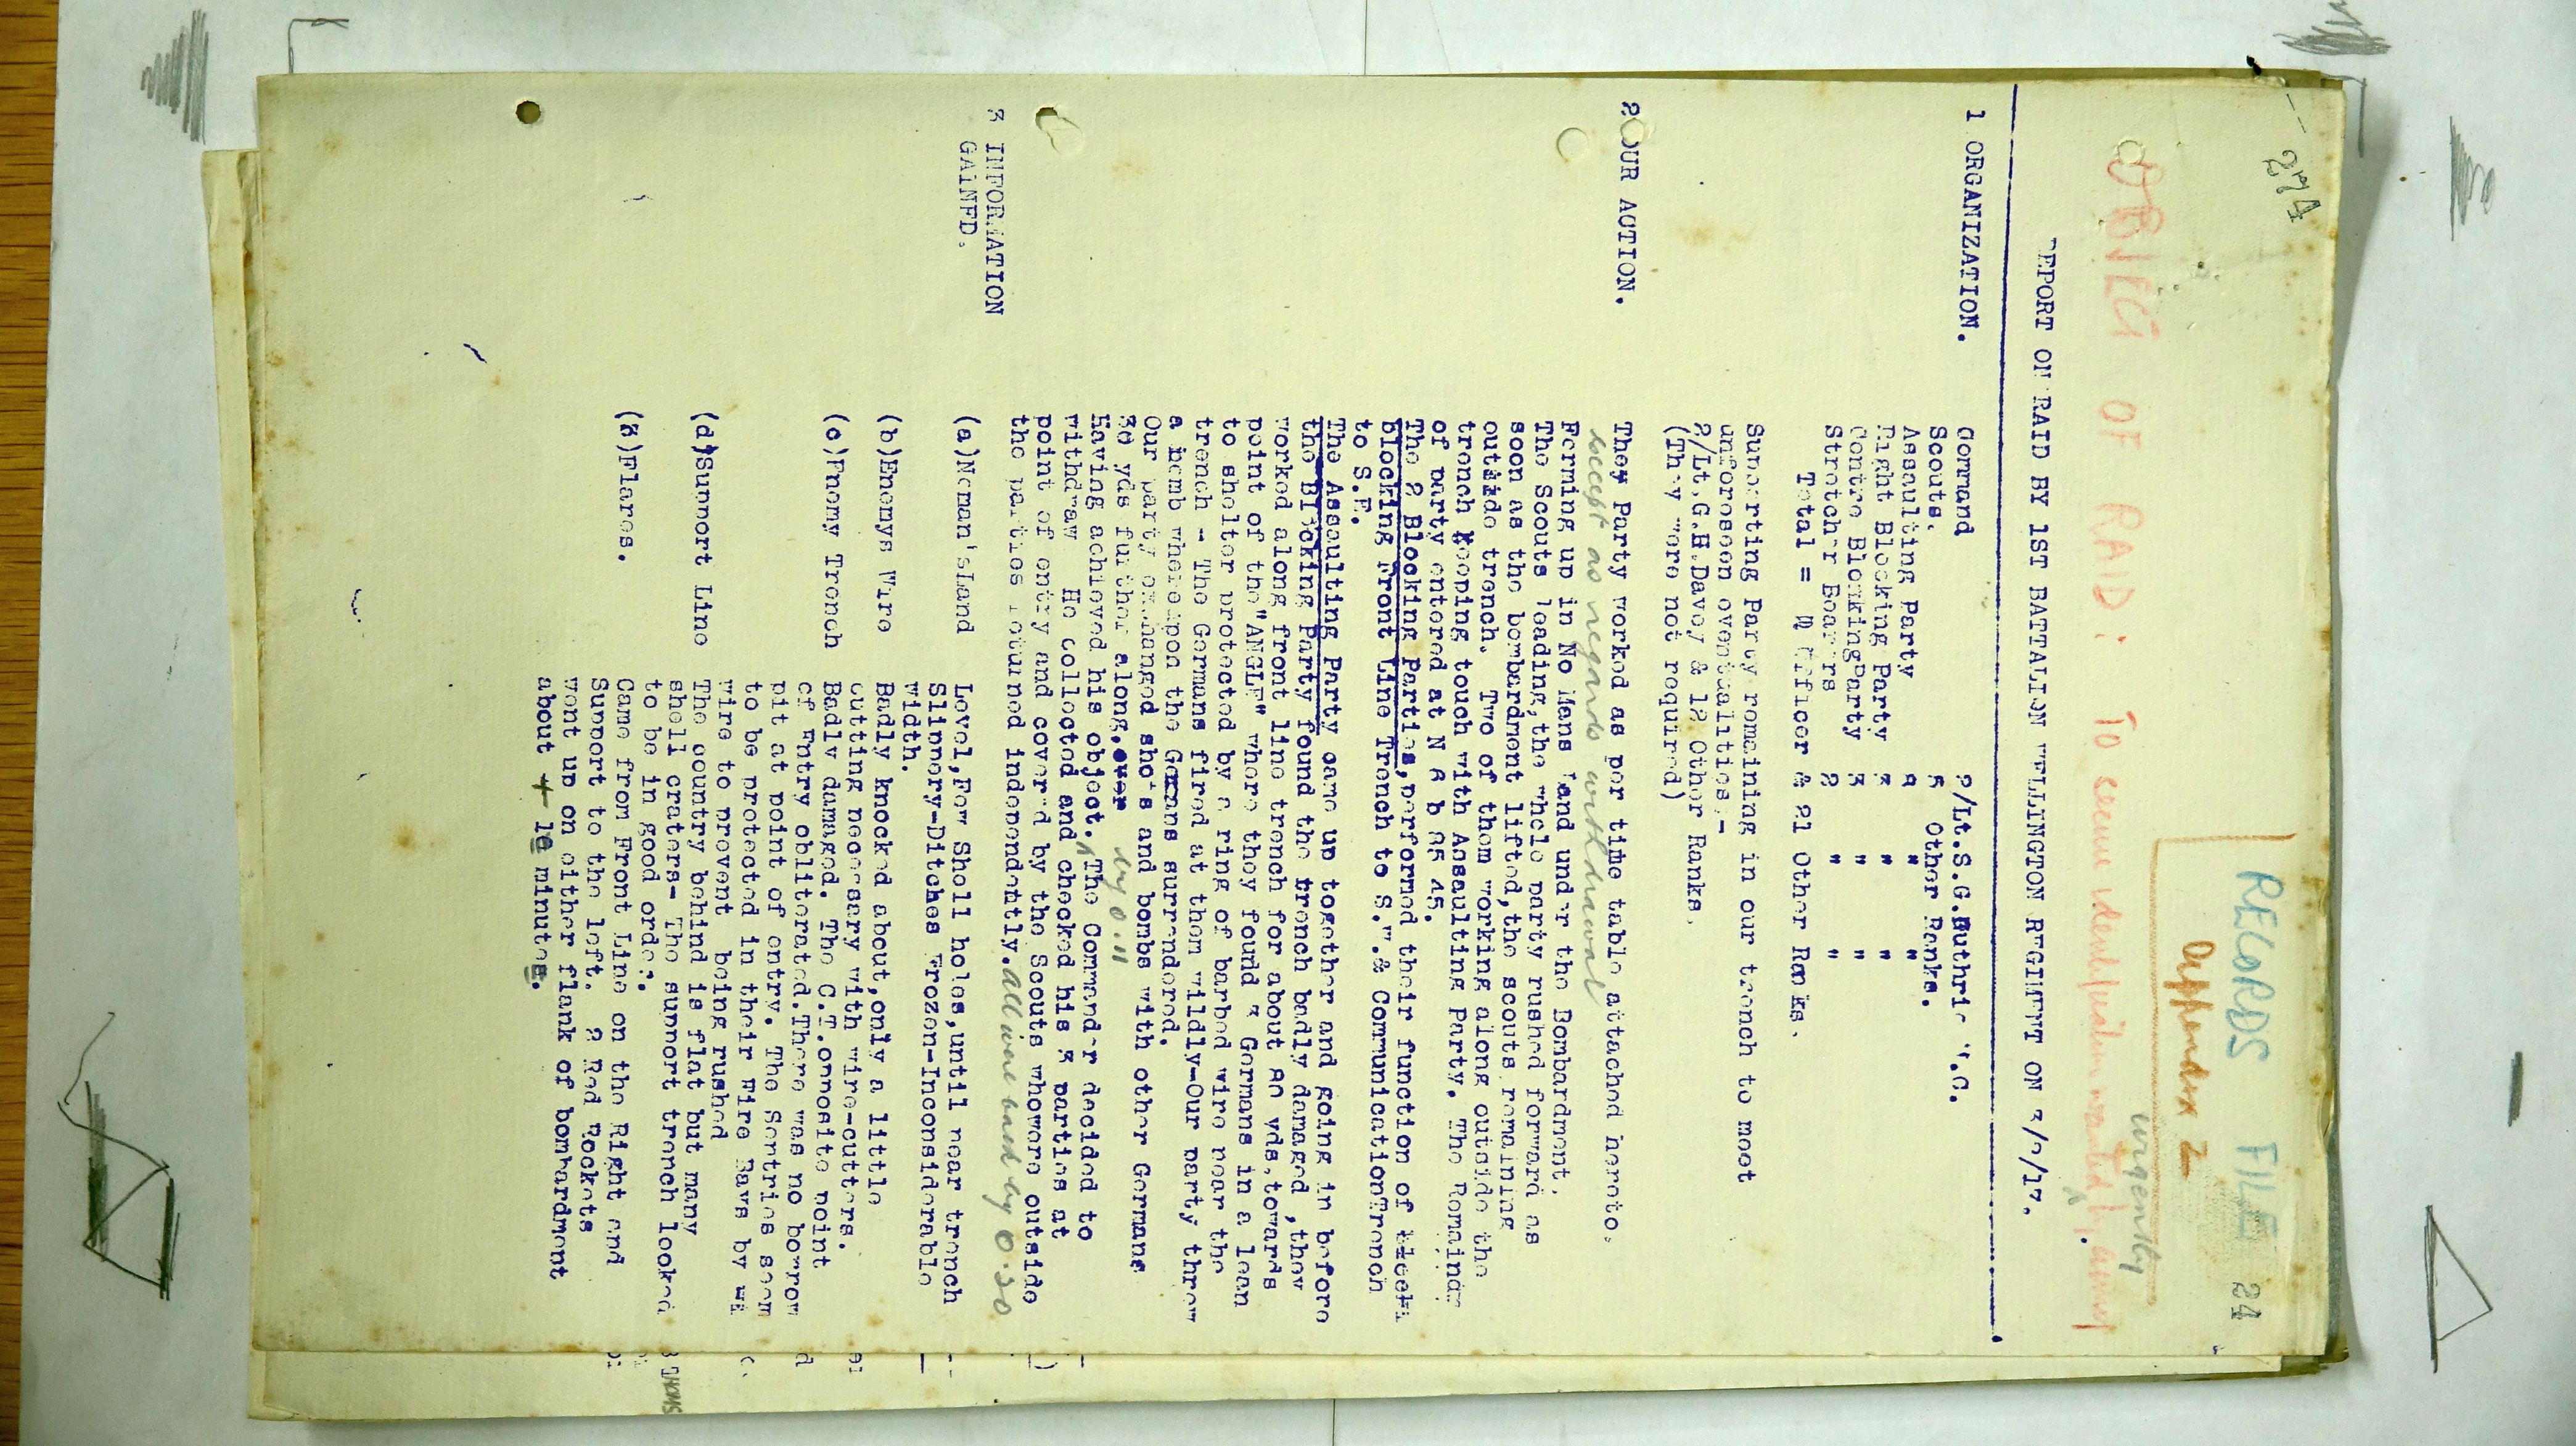 RECORDS FILE 24
Appendix 2
urgently
OBJECT OF RAID: To secure identification wanted by army
REPORT ON RAID BY 1ST BATTALION WELLINGTON REGIMENT ON 3/2/17.
1 ORGANIZATION.
Command 2/Lt.S.G.Guthrie M.C.
Scouts. 5 Other Ranks.
Assaulting Party 8 " "
Right Blocking Party 3 " "
Centre BlockingParty 3 " "
Stretcher Bearers 2 " "
Total = Officer & 21 Other Ranks.
Supporting Party remaining in our trench to meet
unforeseen eventualities,-
2/Lt.G.H.Davey & 12 Other Ranks.
(They were not required)
2 OUR ACTION.
They Party worked as per time table attached hereto.
except as regards withdrawal
Forming up in No Mans Land under the Bombardment.
The Scouts leading,the whole party rushed forward as
soon as the bombardment lifted,the scouts remaining
outside trench. Two of them working along outside the
trench keeping touch with Assaulting Party. The Remaindr
of party entered at N 6 b 35 45.
The 2 Blocking Parties,performed their function of
blocking Front Line Trench to S.W.& CommunicationTrench
to S.E.
The Assaulting Party came up together and going in before
the Blocking Party found the trench badly damaged,they
worked along front line trench for about 80 yds.towards
point of the"ANGLE" where they found 3 Germans in a lean
to shelter protected by a ring of barbed wire near the
trench - The Germans fired at them wildly-Our party threw
a bomb whereupon the Gemans surrendered.
Our party exchanged shots and bombs with other Germans
30 yds further along.over
by 0.11
having achieved his object. The Commander decided to
withdraw He collected and checked his 3 parties at
point of entry and covered by the Scouts whowere outside
the parties returned independently. all were back by 0.30
3 INFORMATION
GAINED.
(a)Noman'sLand Level,Few Shell holes,until near trench
Slippery-Ditches Frozen-Inconsiderable
width.
(b)Enemys Wire Badly knocked about,only a little
cutting necessary with wire-cutters.
(c)Enemy Trench Badly damaged. The C.T.opposite point
of Entry obliterated.There was no borrow
pit at point of entry. The Sentries seem
to be protected in their Fire Bays by
wire to prevent being rushed
(d)Support Line The country behind is flat but many
shell craters- The support trench looked
to be in good order.
(3)Flares. Came from Front Line on the Right and
Support to the left. 2 Red Rockets
went up on either flank of bombardment
about + 10 minutes.